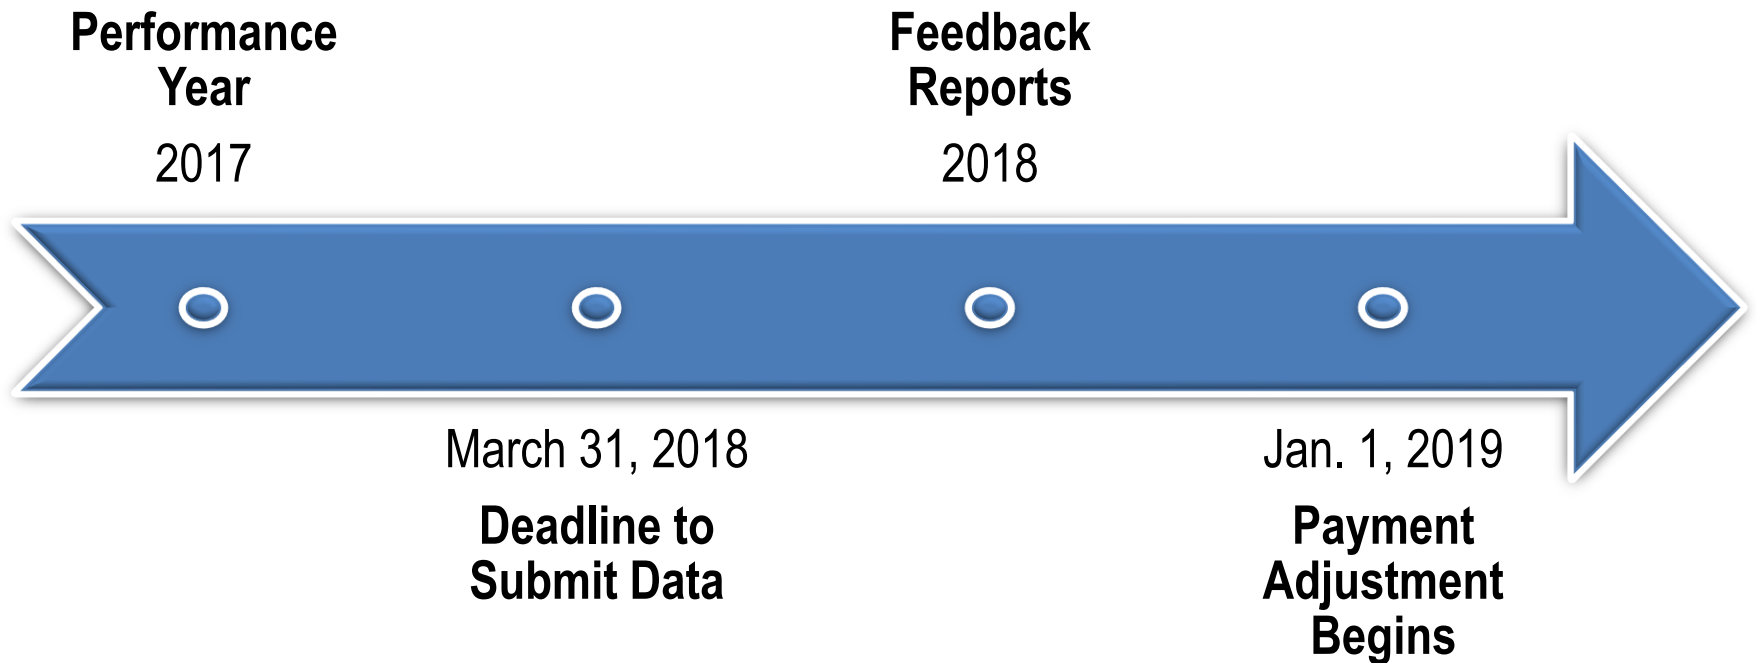 Performance
Year
2017
March 31, 2018
Deadline to
Submit Data
Feedback
Reports
2018
Jan. 1, 2019
Payment
Adjustment
Begins